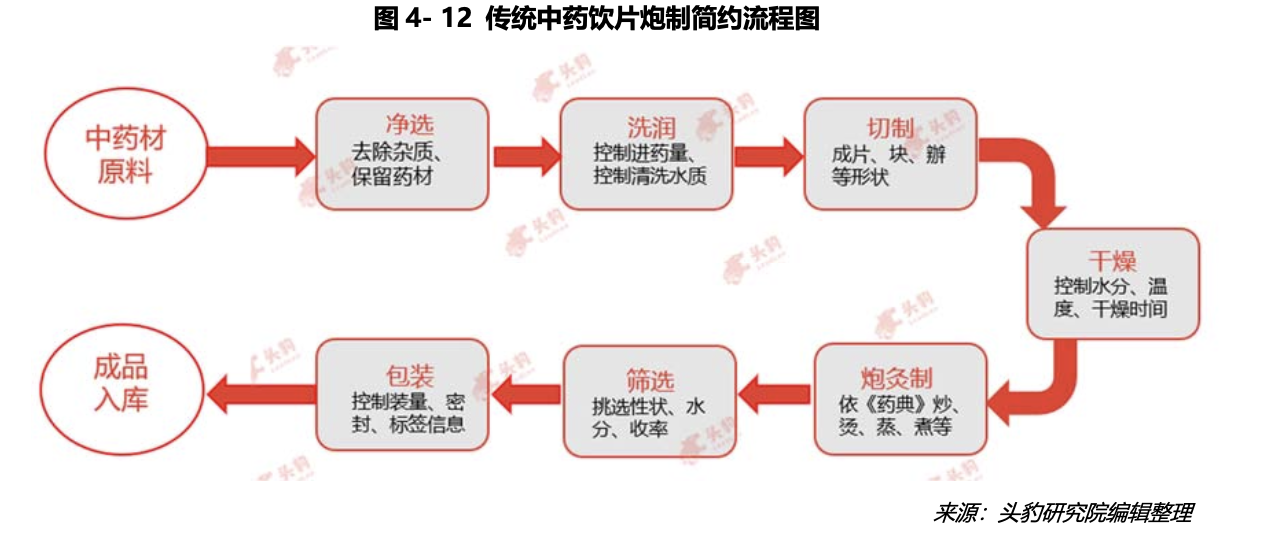 图 4- 12 传统中药饮片炮制简约流程图
中药材
原料
净选
去除杂质、
保留药材
洗润
控制进药量、
控制清洗水质
切制
成片、块、瓣
等形状
干燥
控制水分、温
度、干燥时间
炮灸制
依《药典》炒、
烫、蒸、煮等
筛选
挑选性状、水
分、收率
包装
控制装量、密
封、标签信息
成品
入库
来源：头豹研究院编辑整理
头豹